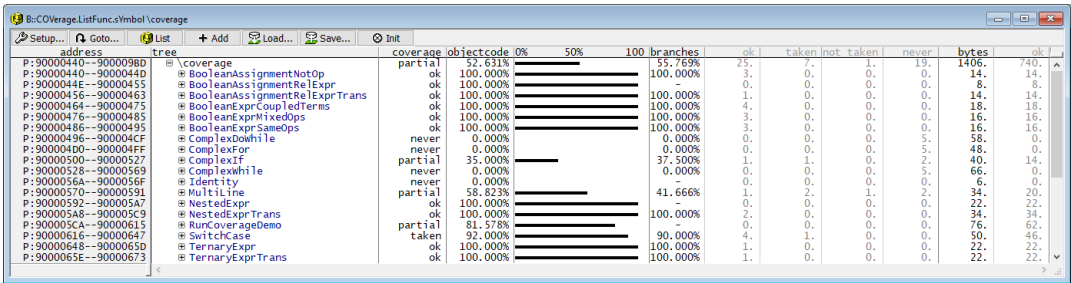 B::COVerage.ListFunc.sYmbol \coverage
Setup... Goto... List + Add Load... Save... Init
address tree coverage objectcode 0% 50% 100 branches ok taken not taken never bytes ok
P:90000440--900009BD \coverage partial 52.631% 55.769% 25. 7. 1. 19. 1406. 740.
P:90000440--9000044D BooleanAssignmentNotOp ok 100.000% 100.000% 3. 0. 0. 0. 14. 14.
P:9000044E--90000455 BooleanAssignmentRelExpr ok 100.000% - 0. 0. 0. 0. 8. 8.
P:90000456--90000463 BooleanAssignmentRelExprTrans ok 100.000% 100.000% 1. 0. 0. 0. 14. 14.
P:90000464--90000475 BooleanExprCoupledTerms ok 100.000% 100.000% 4. 0. 0. 0. 18. 18.
P:90000476--90000485 BooleanExprMixedOps ok 100.000% 100.000% 3. 0. 0. 0. 16. 16.
P:90000486--90000495 BooleanExprSameOps ok 100.000% 100.000% 3. 0. 0. 0. 16. 16.
P:90000496--900004CF ComplexDoWhile never 0.000% 0.000% 0. 0. 0. 5. 58. 0.
P:900004D0--900004FF ComplexFor never 0.000% 0.000% 0. 0. 0. 5. 48. 0.
P:90000500--90000527 ComplexIf partial 35.000% 37.500% 1. 1. 0. 2. 40. 14.
P:90000528--90000569 ComplexWhile never 0.000% 0.000% 0. 0. 0. 5. 66. 0.
P:9000056A--9000056F Identity never 0.000% - 0. 0. 0. 0. 6. 0.
P:90000570--90000591 MultiLine partial 58.823% 41.666% 1. 2. 1. 2. 34. 20.
P:90000592--900005A7 NestedExpr ok 100.000% - 0. 0. 0. 0. 22. 22.
P:900005A8--900005C9 NestedExprTrans ok 100.000% 100.000% 2. 0. 0. 0. 34. 34.
P:900005CA--90000615 RunCoverageDemo partial 81.578% - 0. 0. 0. 0. 76. 62.
P:90000616--90000647 SwitchCase taken 92.000% 90.000% 4. 1. 0. 0. 50. 46.
P:90000648--9000065D TernaryExpr ok 100.000% 100.000% 1. 0. 0. 0. 22. 22.
P:9000065E--90000673 TernaryExprTrans ok 100.000% 100.000% 1. 0. 0. 0. 22. 22.